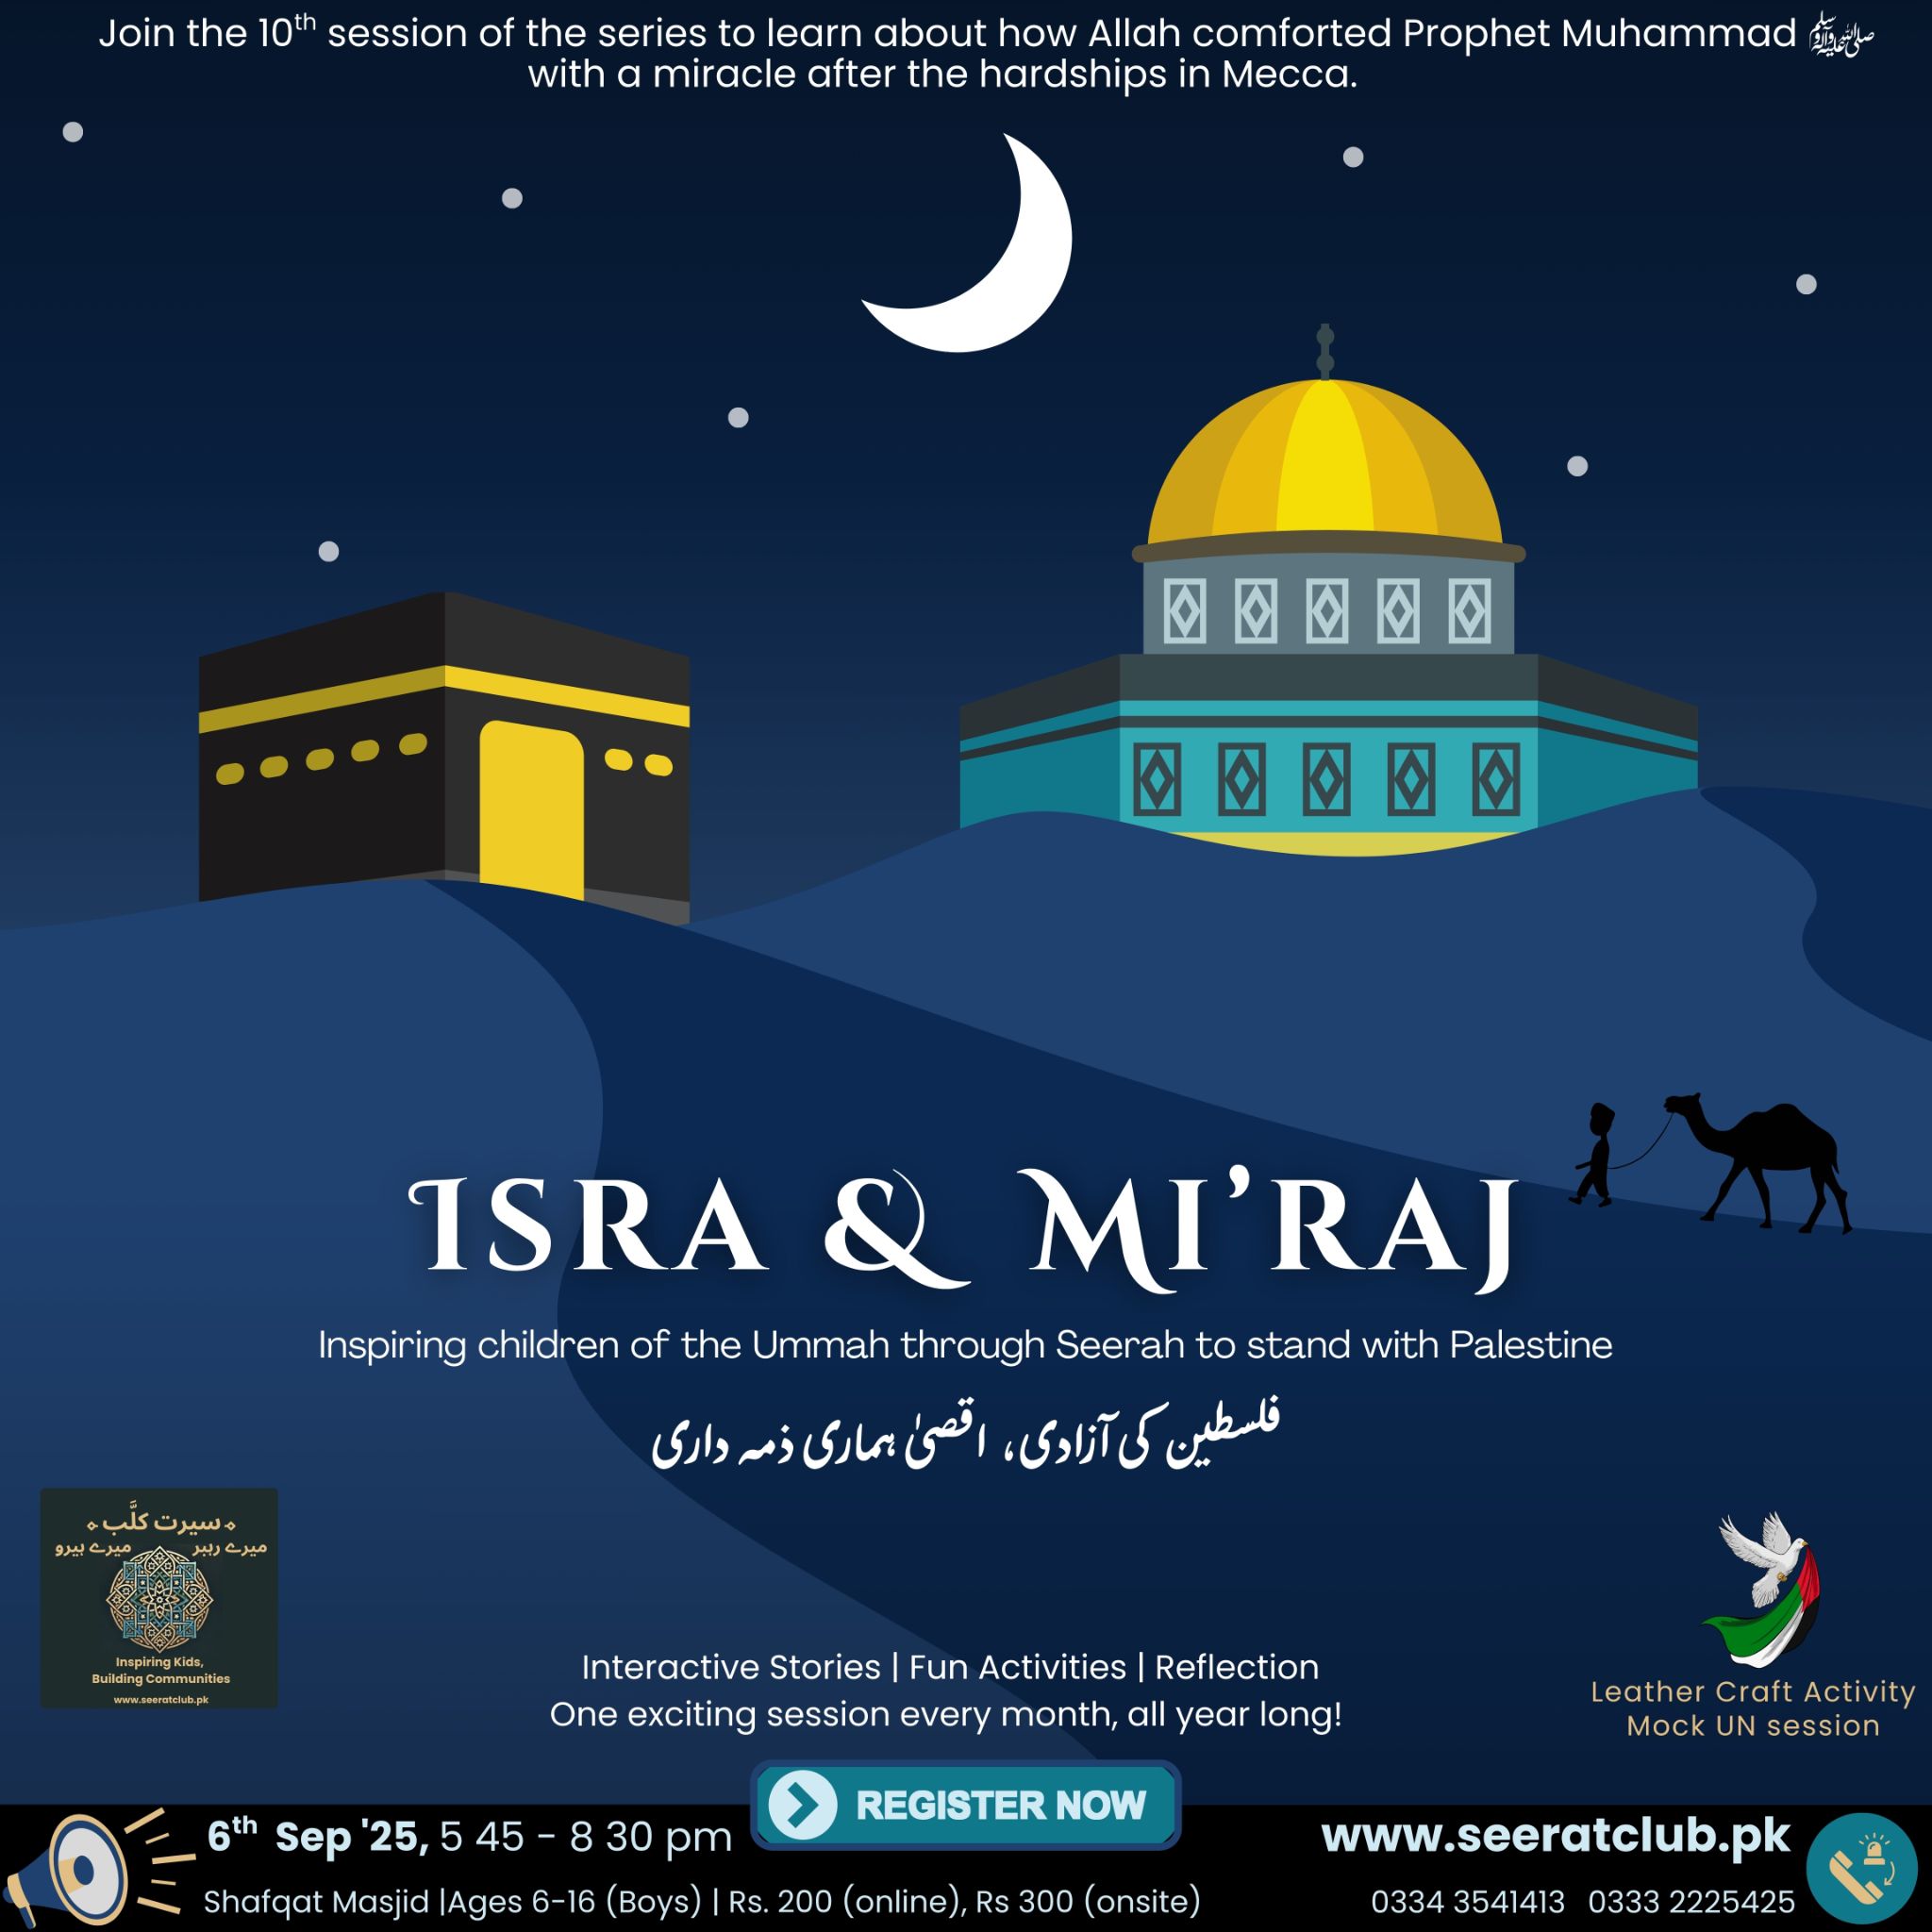 Join the 10th session of the series to learn about how Allah comforted Prophet Muhammad ﷺ
with a miracle after the hardships in Mecca.
ISRA & MI'RAJ
Inspiring children of the Ummah through Seerah to stand with Palestine
فلسطین کی آزادی، اقصیٰ ہماری ذمہ داری
سیرت کلَّب
میرے رہبر میرے ہیرو
Inspiring Kids,
Building Communities
www.seeratclub.pk
Interactive Stories | Fun Activities | Reflection
One exciting session every month, all year long!
Leather Craft Activity
Mock UN session
REGISTER NOW
6th Sep '25, 5 45 - 8 30 pm
www.seeratclub.pk
Shafqat Masjid |Ages 6-16 (Boys) | Rs. 200 (online), Rs 300 (onsite)
0334 3541413 0333 2225425